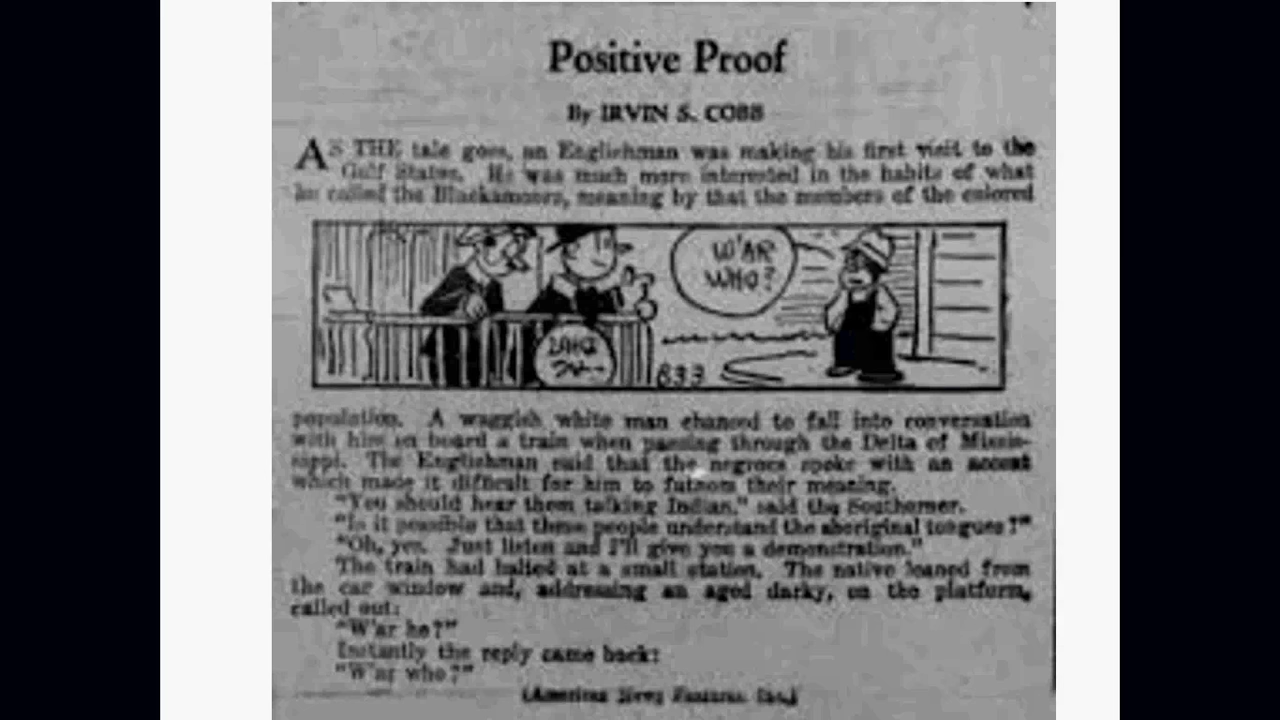 Positive Proof
By IRVIN S. COBB
AS THE tale goes, an Englishman was making his first visit to the
Gulf States. He was much more interested in the habits of what
he called the Blackamoors, meaning by that the members of the colored
W'AR
WHO?
633
population. A waggish white man chanced to fall into conversation
with him on board a train when passing through the Delta of Missis-
sippi. The Englishman said that the negroes spoke with an accent
which made it difficult for him to fathom their meaning.
"You should hear them talking Indian," said the Southerner.
"Is it possible that these people understand the aboriginal tongues?"
"Oh, yes. Just listen and I'll give you a demonstration."
The train had halted at a small station. The native leaned from
the car window and, addressing an aged darky, on the platform,
called out:
"W'ar he?"
Instantly the reply came back:
"W'ar who?"
(American News Features, Inc.)